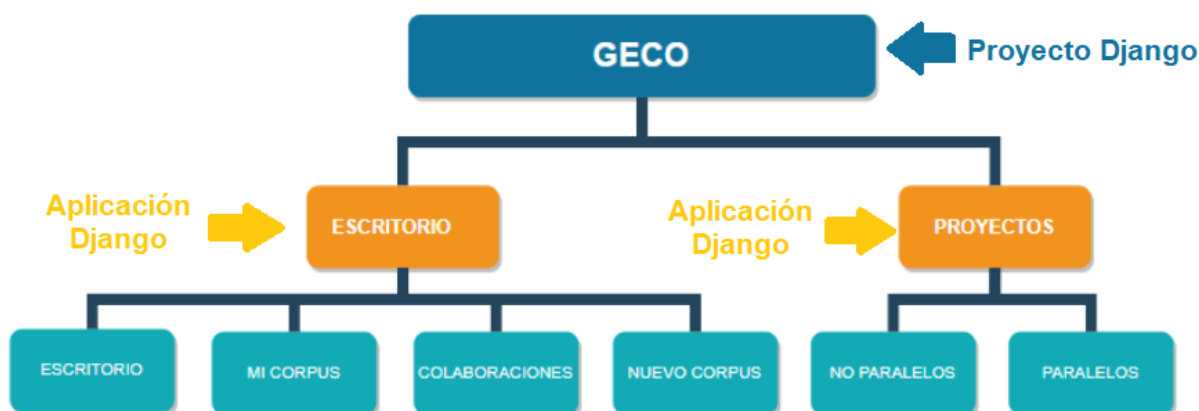 GECO
Proyecto Django
Aplicación
Django
ESCRITORIO
Aplicación
Django
PROYECTOS
ESCRITORIO
MI CORPUS
COLABORACIONES
NUEVO CORPUS
NO PARALELOS
PARALELOS